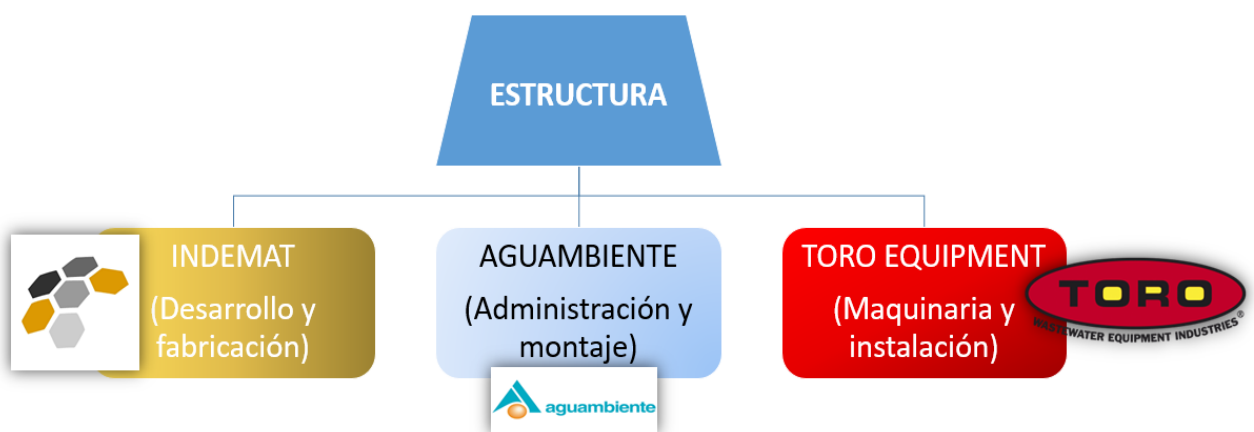 ESTRUCTURA
INDEMAT
(Desarrollo y
fabricación)
AGUAMBIENTE
(Administración y
montaje)
aguambiente
TORO EQUIPMENT
(Maquinaria y
instalación)
TORO
WASTEWATER EQUIPMENT INDUSTRIES®